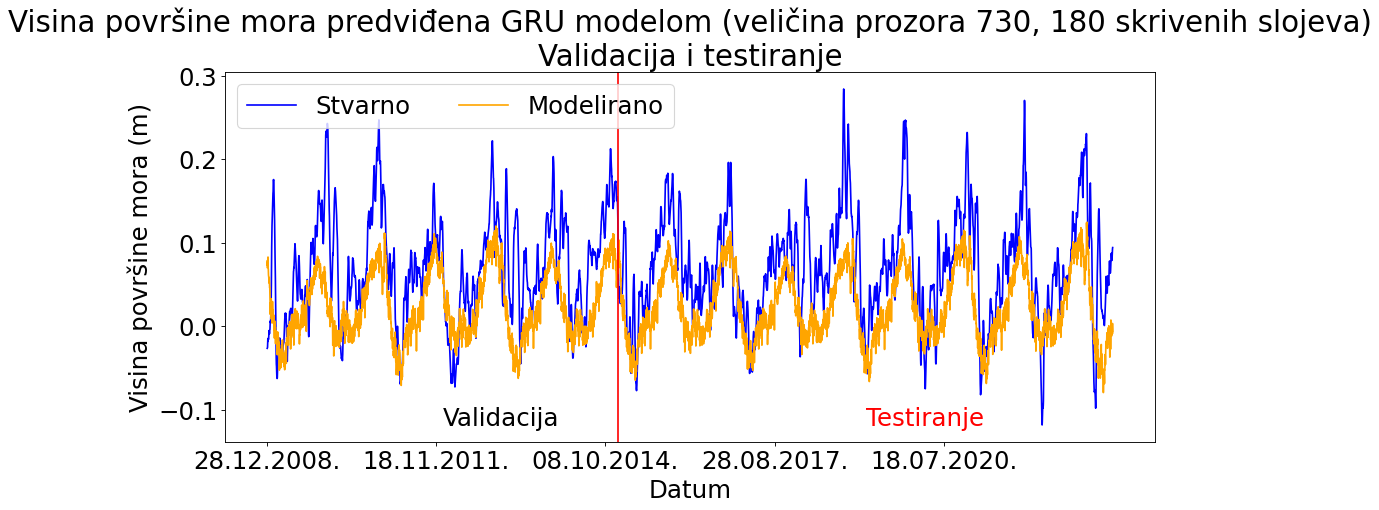 Visina površine mora predviđena GRU modelom (veličina prozora 730, 180 skrivenih slojeva)
Validacija i testiranje
Stvarno
Modelirano
Visina površine mora (m)
0.3
0.2
0.1
0.0
−0.1
Validacija
Testiranje
28.12.2008.
18.11.2011.
08.10.2014.
28.08.2017.
18.07.2020.
Datum